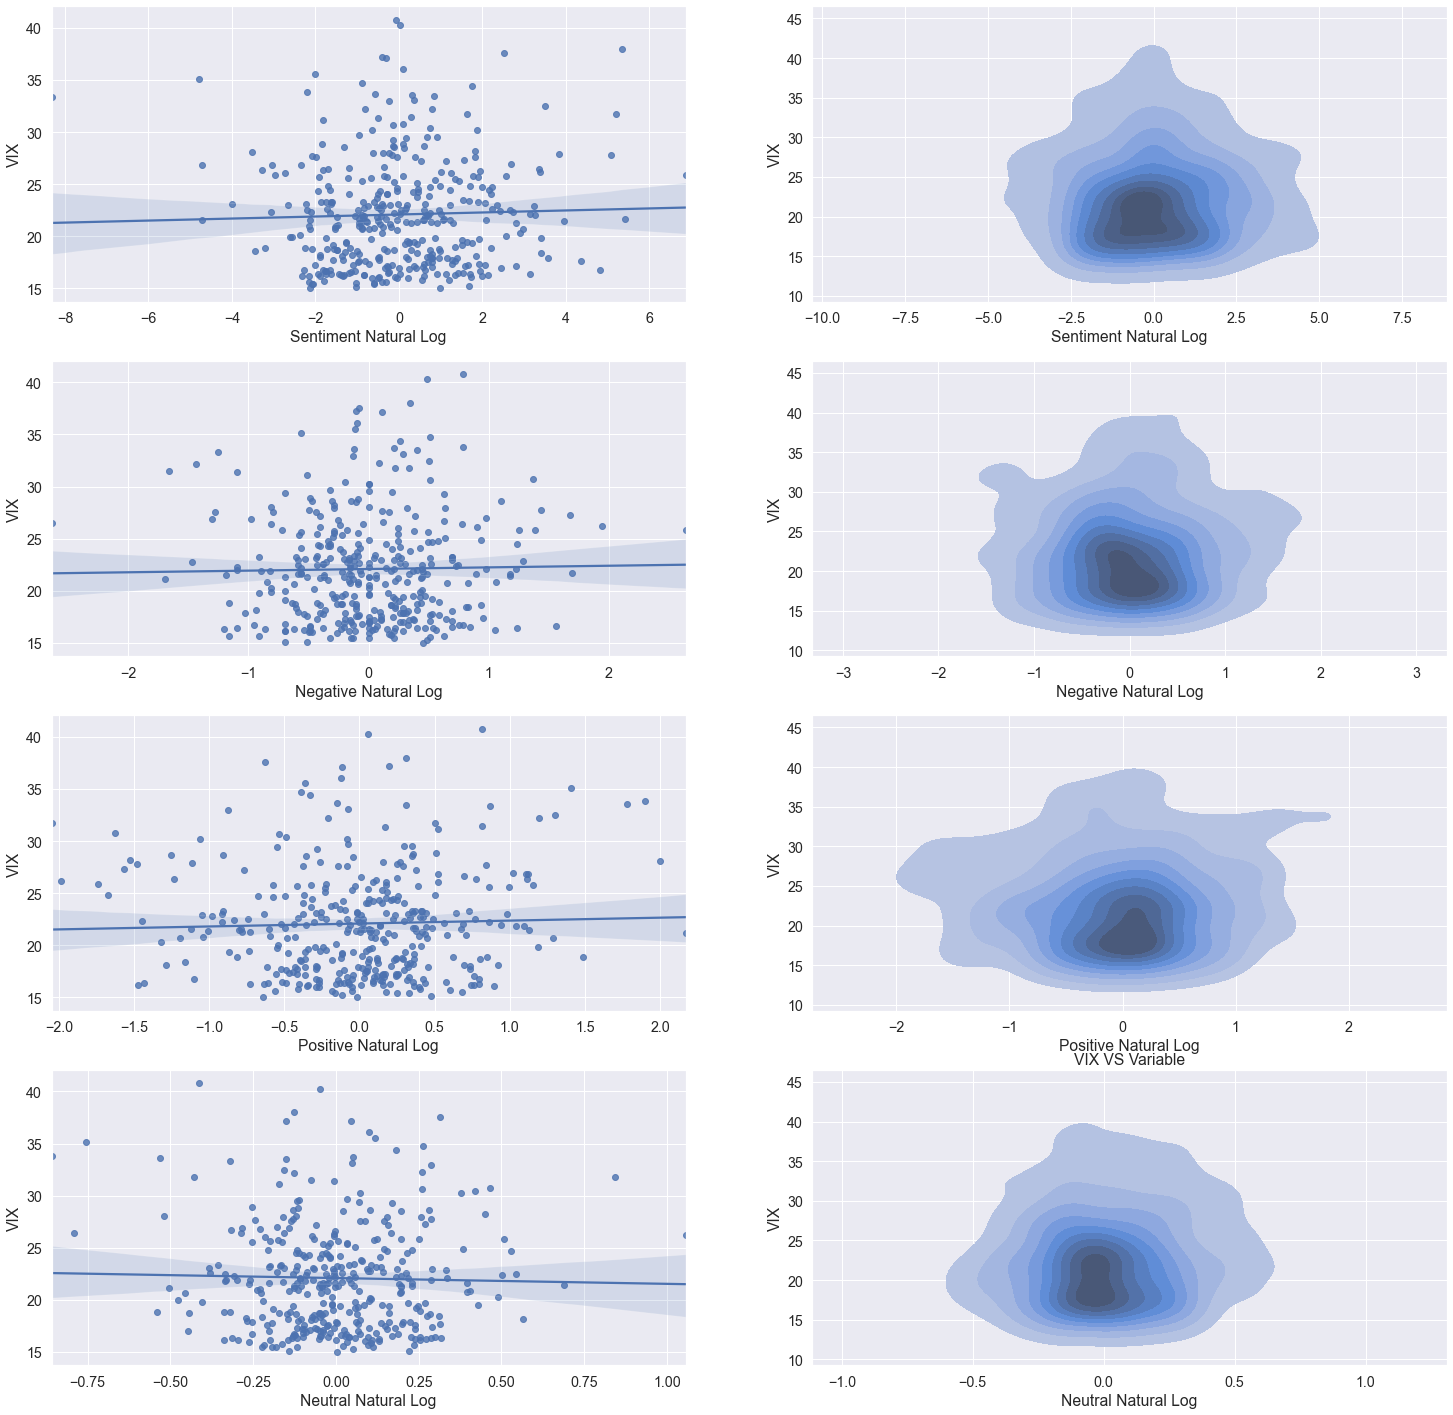 40
35
30
25
20
15
VIX
−8 −6 −4 −2 0 2 4 6
Sentiment Natural Log
45
40
35
30
25
20
15
10
VIX
−10.0 −7.5 −5.0 −2.5 0.0 2.5 5.0 7.5
Sentiment Natural Log
40
35
30
25
20
15
VIX
−2 −1 0 1 2
Negative Natural Log
45
40
35
30
25
20
15
10
VIX
−3 −2 −1 0 1 2 3
Negative Natural Log
40
35
30
25
20
15
VIX
−2.0 −1.5 −1.0 −0.5 0.0 0.5 1.0 1.5 2.0
Positive Natural Log
45
40
35
30
25
20
15
10
VIX
−2 −1 0 1 2
Positive Natural Log
40
35
30
25
20
15
VIX
−0.75 −0.50 −0.25 0.00 0.25 0.50 0.75 1.00
Neutral Natural Log
VIX VS Variable
45
40
35
30
25
20
15
10
VIX
−1.0 −0.5 0.0 0.5 1.0
Neutral Natural Log